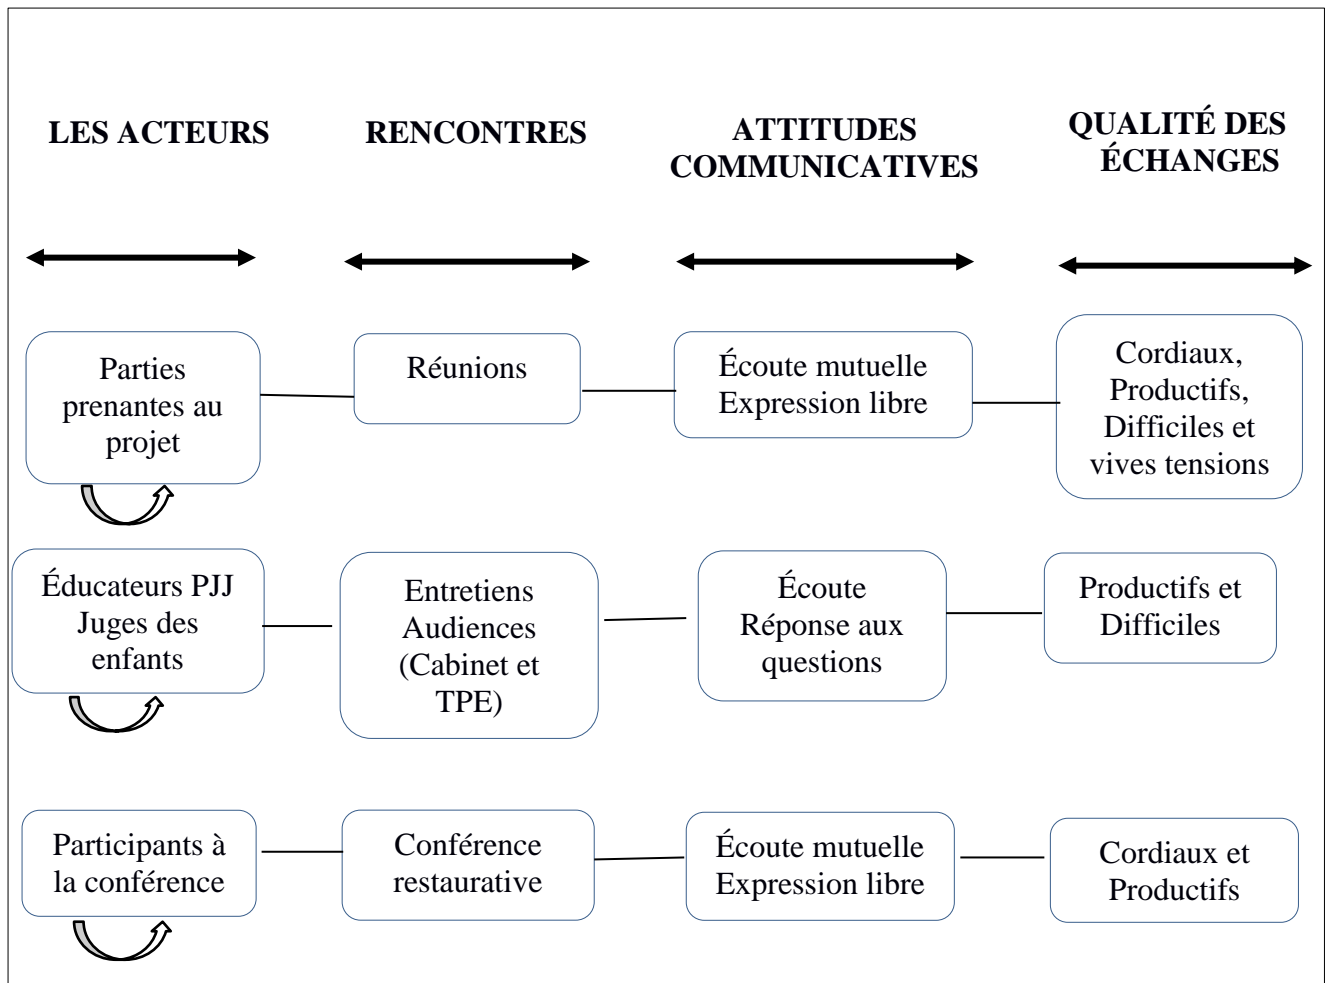 LES ACTEURS
RENCONTRES
ATTITUDES
COMMUNICATIVES
QUALITÉ DES
ÉCHANGES
Parties
prenantes au
projet
Réunions
Écoute mutuelle
Expression libre
Cordiaux,
Productifs,
Difficiles et
vives tensions
Éducateurs PJJ
Juges des
enfants
Entretiens
Audiences
(Cabinet et
TPE)
Écoute
Réponse aux
questions
Productifs et
Difficiles
Participants à
la conférence
Conférence
restaurative
Écoute mutuelle
Expression libre
Cordiaux et
Productifs